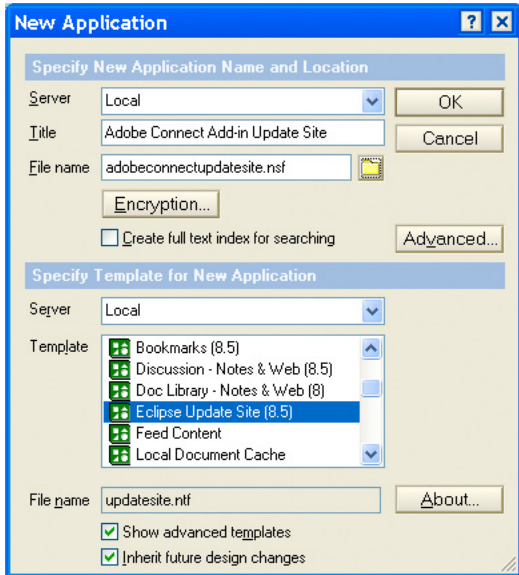 New Application
Specify New Application Name and Location
Server Local OK
Title Adobe Connect Add-in Update Site Cancel
File name adobeconnectupdatesite.nsf
Encryption...
Create full text index for searching Advanced...
Specify Template for New Application
Server Local
Template Bookmarks (8.5)
Discussion - Notes & Web (8.5)
Doc Library - Notes & Web (8)
Eclipse Update Site (8.5)
Feed Content
Local Document Cache
File name updatesite.ntf About...
Show advanced templates
Inherit future design changes